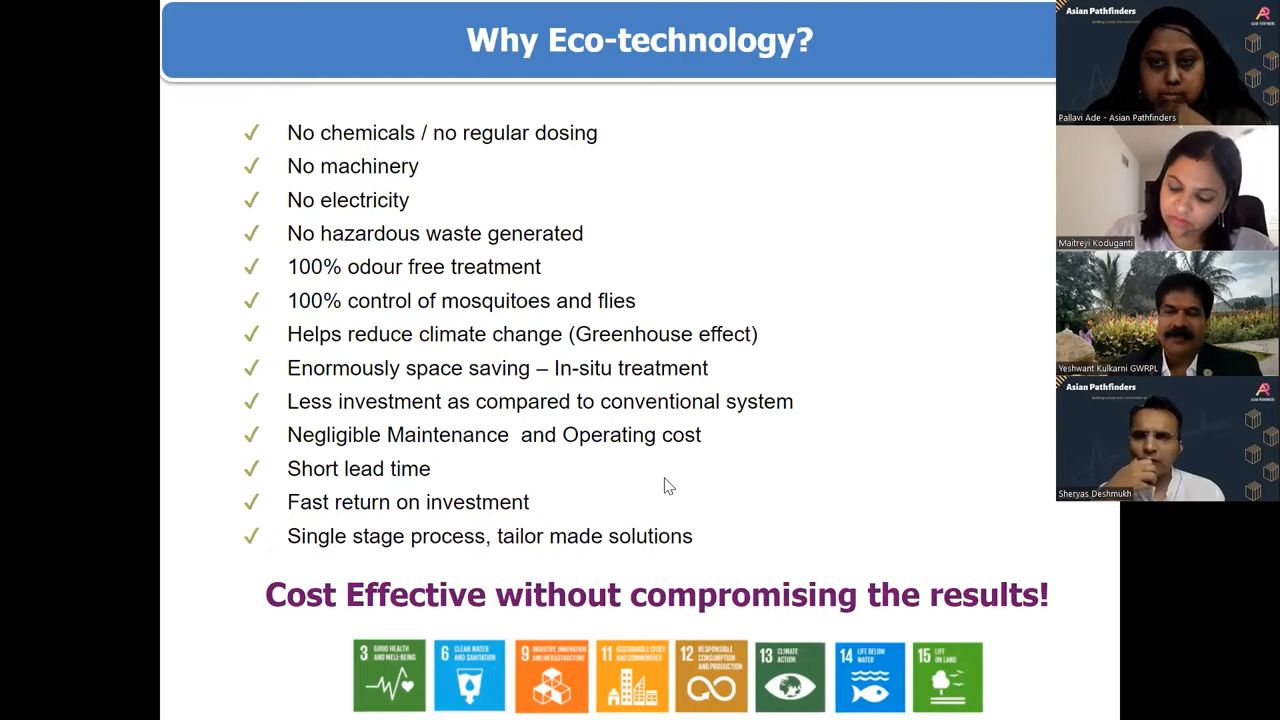 Why Eco-technology?
No chemicals / no regular dosing
No machinery
No electricity
No hazardous waste generated
100% odour free treatment
100% control of mosquitoes and flies
Helps reduce climate change (Greenhouse effect)
Enormously space saving – In-situ treatment
Less investment as compared to conventional system
Negligible Maintenance and Operating cost
Short lead time
Fast return on investment
Single stage process, tailor made solutions
Cost Effective without compromising the results!
3 GOOD HEALTH
AND WELL-BEING
6 CLEAN WATER
AND SANITATION
9 INDUSTRY, INNOVATION
AND INFRASTRUCTURE
11 SUSTAINABLE CITIES
AND COMMUNITIES
12 RESPONSIBLE
CONSUMPTION
AND PRODUCTION
13 CLIMATE
ACTION
14 LIFE BELOW
WATER
15 LIFE
ON LAND
Asian Pathfinders
ASIAN PATHFINDERS
Pallavi Ade - Asian Pathfinders
Maitreyi Koduganti
Yeshwant Kulkarni GWRPL
Asian Pathfinders
ASIAN PATHFINDERS
Sheryas Deshmukh